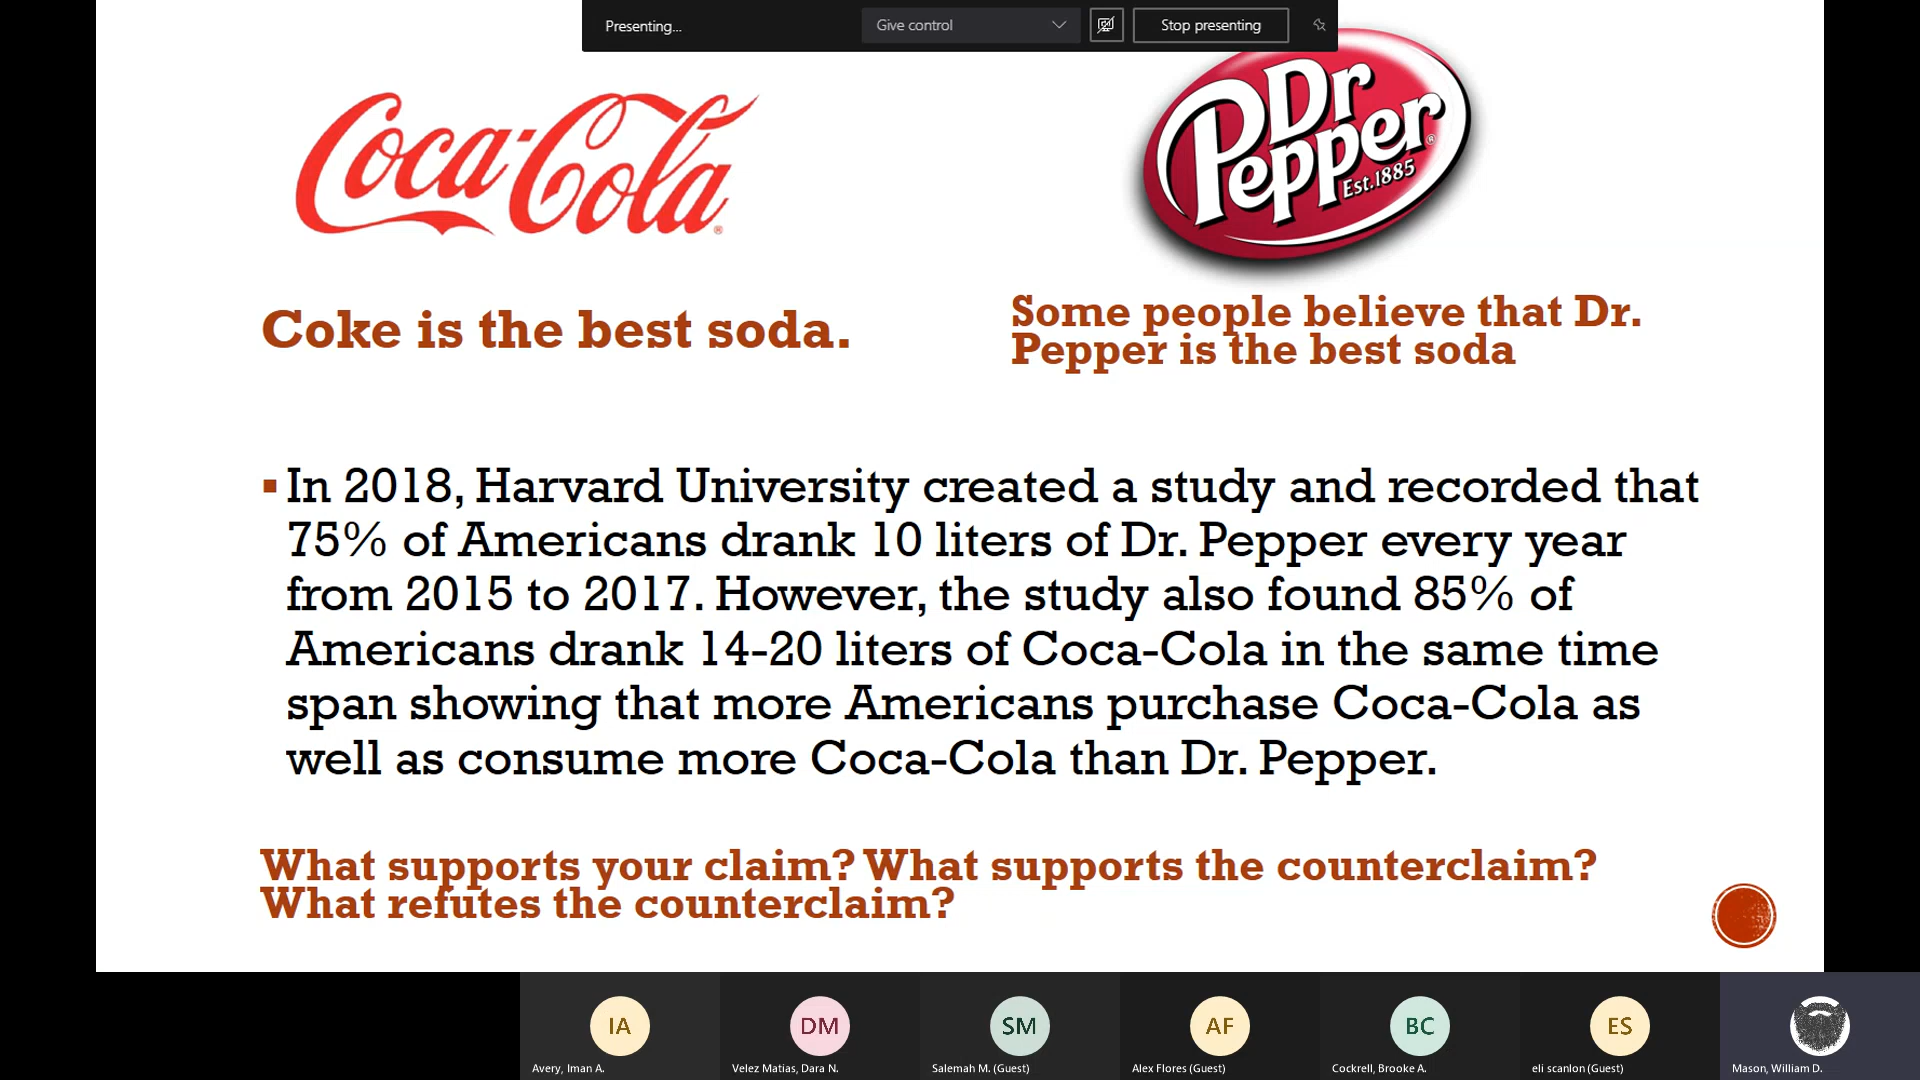 Presenting...
Give control
Stop presenting
Coca-Cola
®
Dr
Pepper
®
Est.1885
Coke is the best soda.
Some people believe that Dr.
Pepper is the best soda
▪ In 2018, Harvard University created a study and recorded that
75% of Americans drank 10 liters of Dr. Pepper every year
from 2015 to 2017. However, the study also found 85% of
Americans drank 14-20 liters of Coca-Cola in the same time
span showing that more Americans purchase Coca-Cola as
well as consume more Coca-Cola than Dr. Pepper.
What supports your claim? What supports the counterclaim?
What refutes the counterclaim?
IA
DM
SM
AF
BC
ES
Avery, Iman A.
Velez Matias, Dara N.
Salemah M. (Guest)
Alex Flores (Guest)
Cockrell, Brooke A.
eli scanlon (Guest)
Mason, William D.